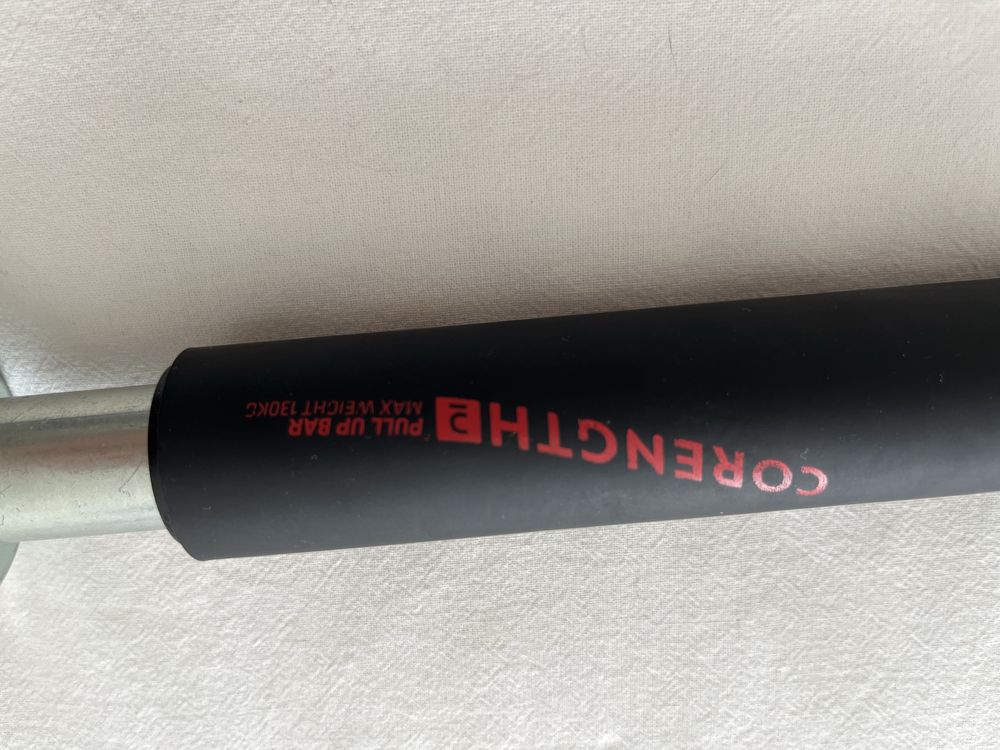 CORENGTH
PULL UP BAR
MAX WEIGHT 130KG